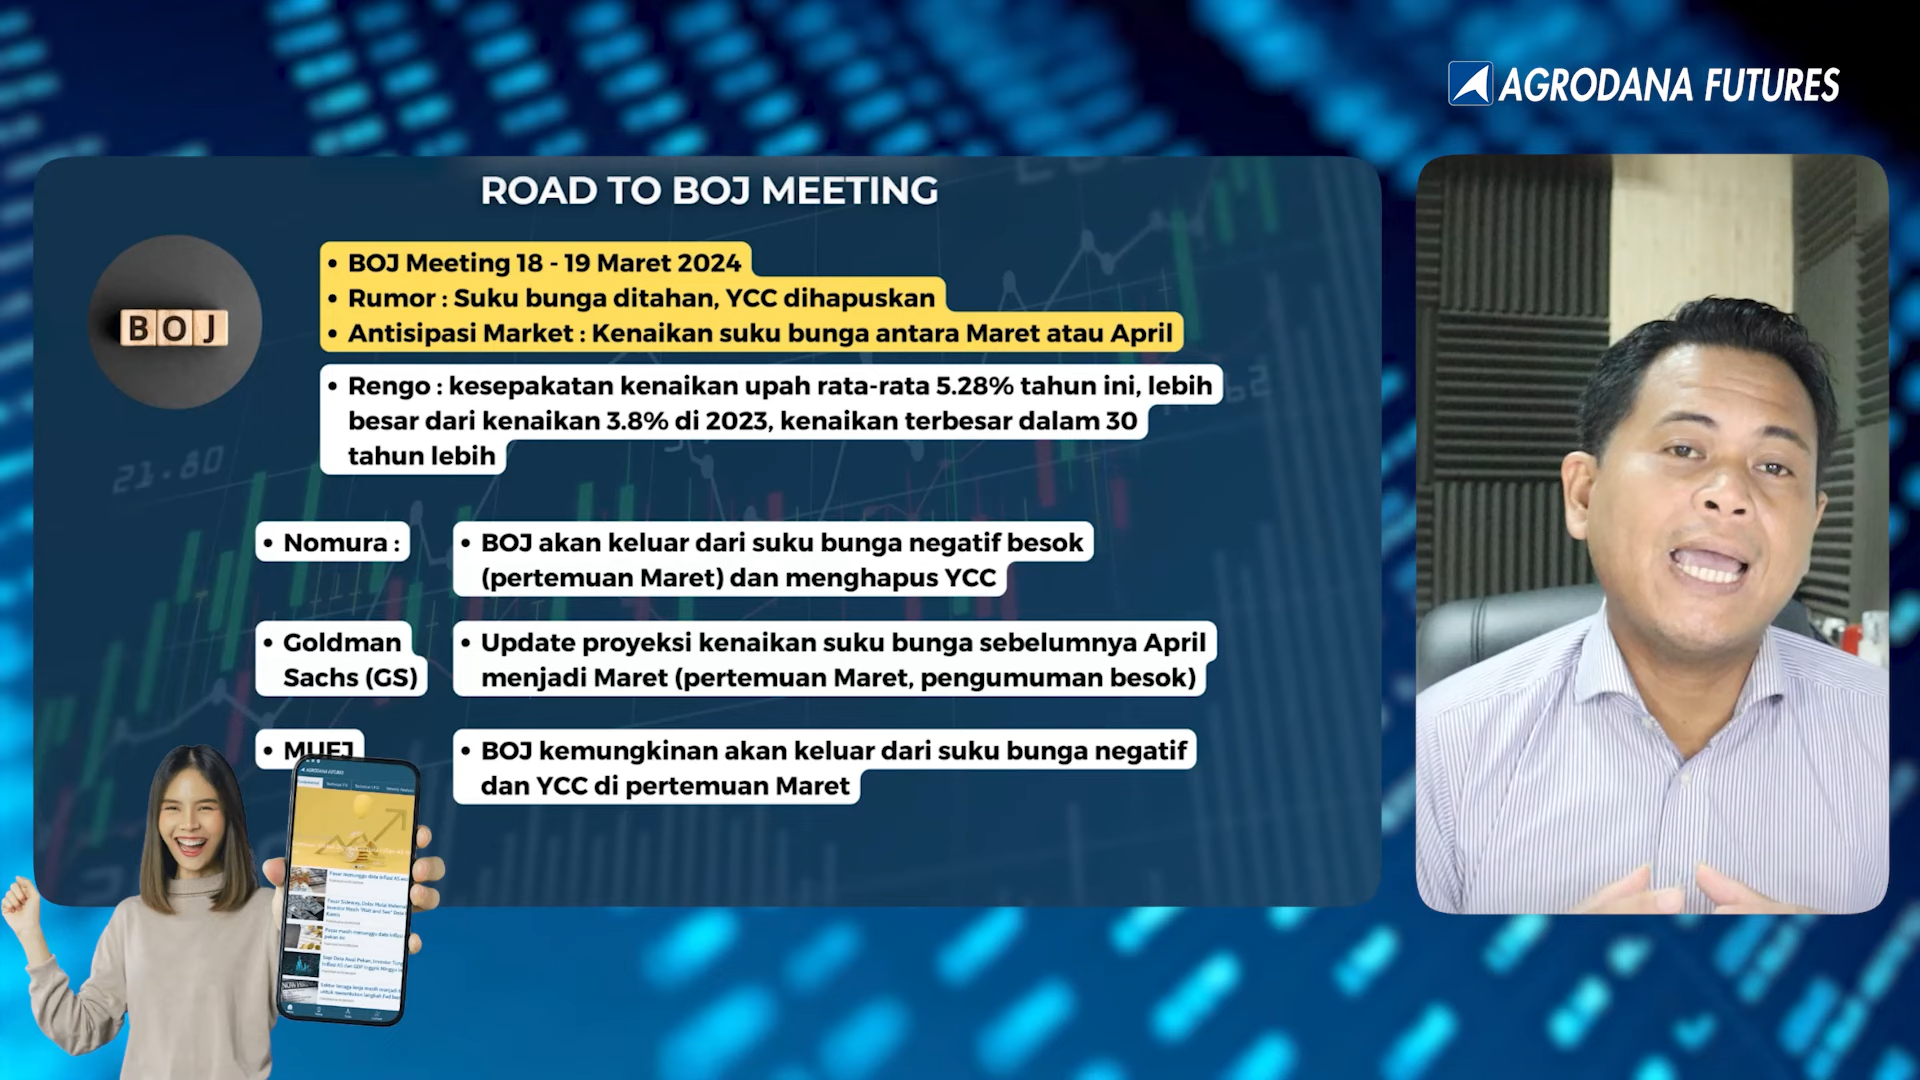 AGRODANA FUTURES
ROAD TO BOJ MEETING
BOJ
• BOJ Meeting 18 - 19 Maret 2024
• Rumor : Suku bunga ditahan, YCC dihapuskan
• Antisipasi Market : Kenaikan suku bunga antara Maret atau April
• Rengo : kesepakatan kenaikan upah rata-rata 5.28% tahun ini, lebih
besar dari kenaikan 3.8% di 2023, kenaikan terbesar dalam 30
tahun lebih
21.80
• Nomura :
• BOJ akan keluar dari suku bunga negatif besok
(pertemuan Maret) dan menghapus YCC
• Goldman
Sachs (GS)
• Update proyeksi kenaikan suku bunga sebelumnya April
menjadi Maret (pertemuan Maret, pengumuman besok)
• MUFJ
• BOJ kemungkinan akan keluar dari suku bunga negatif
dan YCC di pertemuan Maret
AGRODANA FUTURES